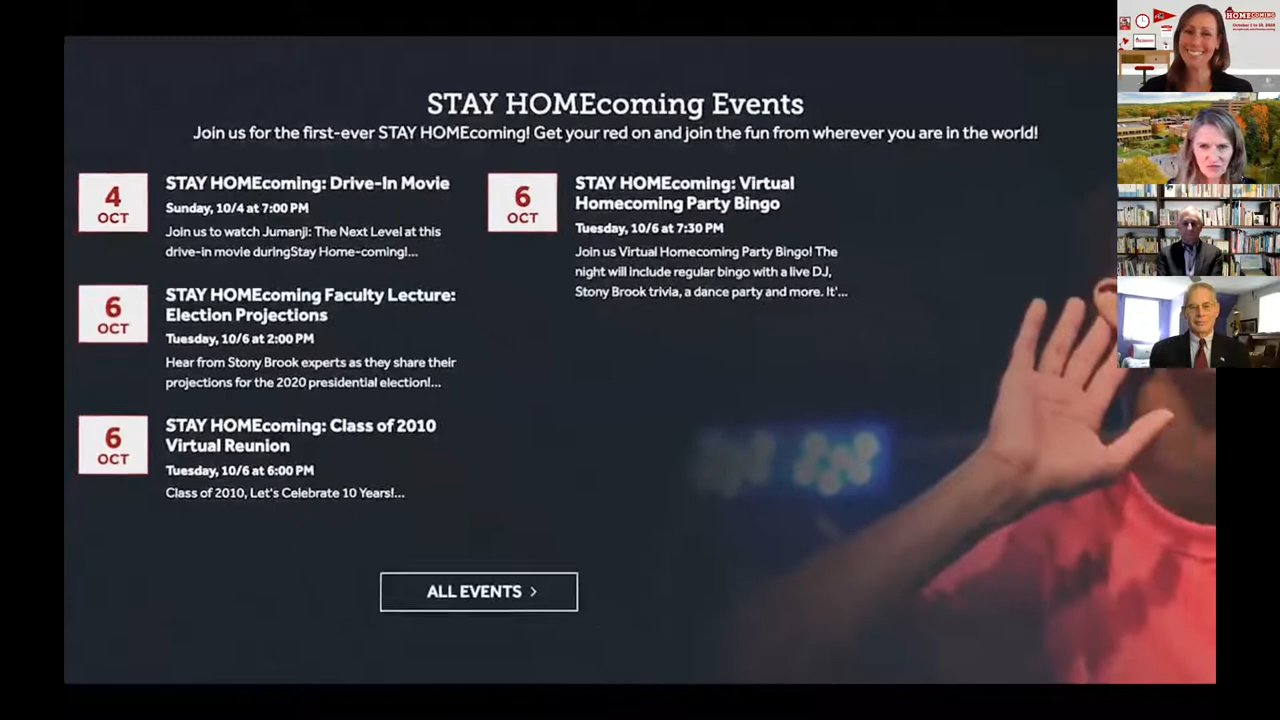 STAY HOMEcoming Events
Join us for the first-ever STAY HOMEcoming! Get your red on and join the fun from wherever you are in the world!
4
OCT
STAY HOMEcoming: Drive-In Movie
Sunday, 10/4 at 7:00 PM
Join us to watch Jumanji: The Next Level at this
drive-in movie duringStay Home-coming!...
6
OCT
STAY HOMEcoming Faculty Lecture:
Election Projections
Tuesday, 10/6 at 2:00 PM
Hear from Stony Brook experts as they share their
projections for the 2020 presidential election!...
6
OCT
STAY HOMEcoming: Class of 2010
Virtual Reunion
Tuesday, 10/6 at 6:00 PM
Class of 2010, Let's Celebrate 10 Years!...
6
OCT
STAY HOMEcoming: Virtual
Homecoming Party Bingo
Tuesday, 10/6 at 7:30 PM
Join us Virtual Homecoming Party Bingo! The
night will include regular bingo with a live DJ,
Stony Brook trivia, a dance party and more. It'...
ALL EVENTS >
HOMECOMING